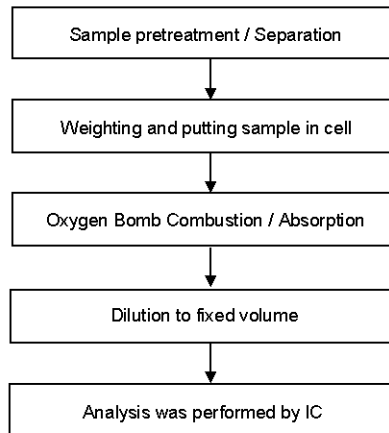 Sample pretreatment / Separation
Weighting and putting sample in cell
Oxygen Bomb Combustion / Absorption
Dilution to fixed volume
Analysis was performed by IC